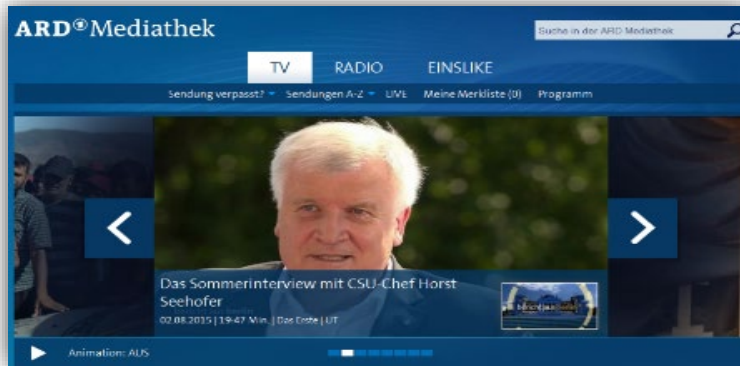 ARD Mediathek
Suche in der ARD Mediathek
TV RADIO EINSLIKE
Sendung verpasst? Sendungen A-Z LIVE Meine Merkliste (0) Programm
Das Sommerinterview mit CSU-Chef Horst
Seehofer
02.08.2015 | 19:47 Min. | Das Erste | UT
Animation: AUS